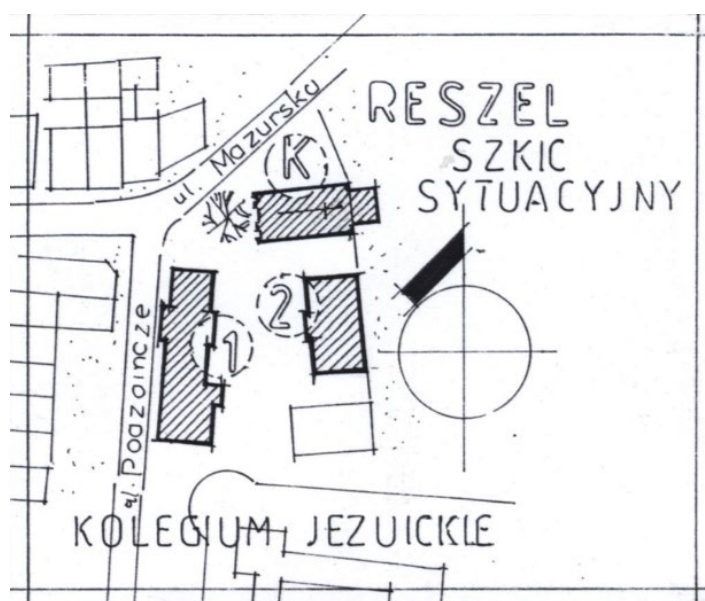 RESZEL
SZKIC
SYTUACYJNY
ul. Mazurska
K
2
1
ul. Podzamcze
KOLEGIUM JEZUICKIE